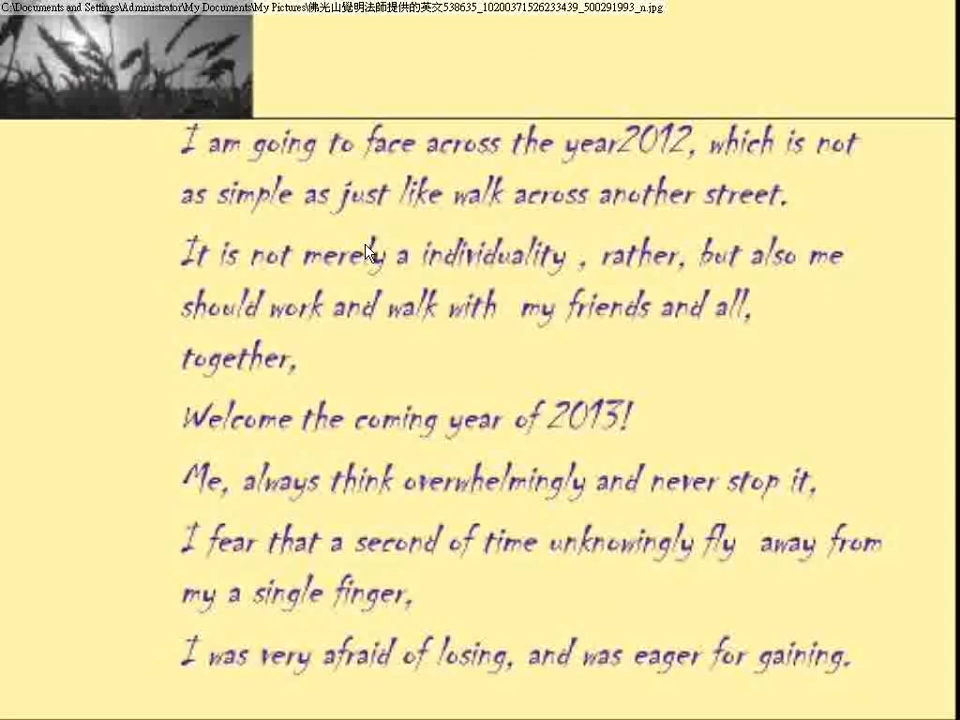 C:\Documents and Settings\Administrator\My Documents\My Pictures\佛光山覺明法師提供的英文538635_10200371526233439_500291993_n.jpg
I am going to face across the year2012, which is not
as simple as just like walk across another street.
It is not merely a individuality , rather, but also me
should work and walk with my friends and all,
together,
Welcome the coming year of 2013!
Me, always think overwhelmingly and never stop it,
I fear that a second of time unknowingly fly away from
my a single finger,
I was very afraid of losing, and was eager for gaining.